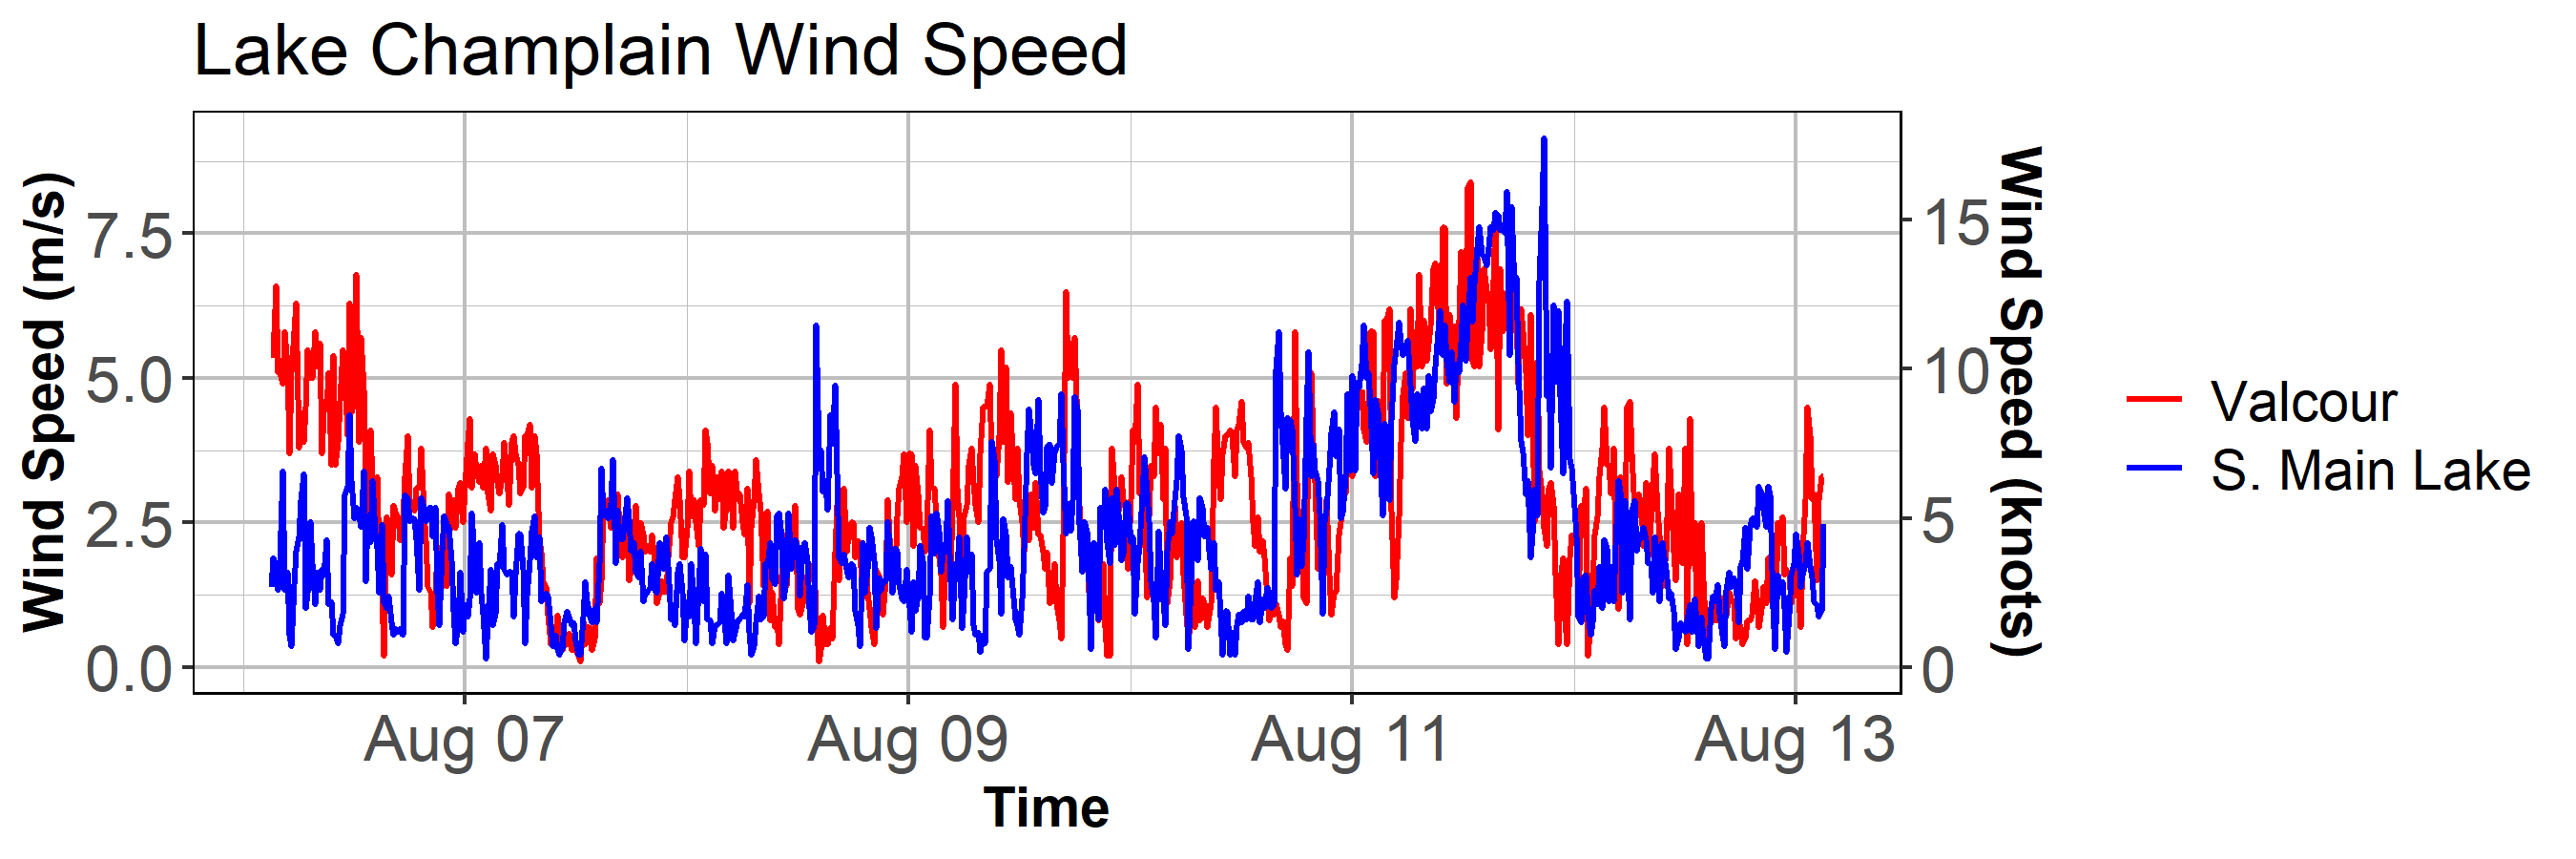 Lake Champlain Wind Speed
Wind Speed (m/s)
7.5
5.0
2.5
0.0
15
10
5
0
Wind Speed (knots)
Aug 07
Aug 09
Aug 11
Aug 13
Time
Valcour
S. Main Lake